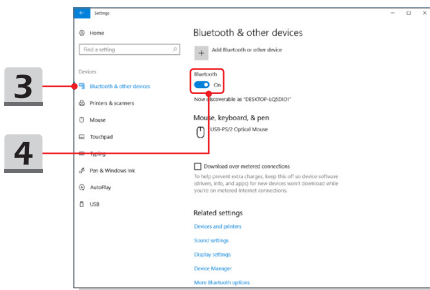 Settings
Home
Find a setting
Devices
Bluetooth & other devices
Printers & scanners
Mouse
Touchpad
Typing
Pen & Windows Ink
AutoPlay
USB
3
4
Bluetooth & other devices
Add Bluetooth or other device
Bluetooth
On
Now discoverable as "DESKTOP-LQ5DIO1"
Mouse, keyboard, & pen
USB-PS/2 Optical Mouse
Download over metered connections
To help prevent extra charges, keep this off so device software
(drivers, info, and apps) for new devices won't download while
you're on metered Internet connections.
Related settings
Devices and printers
Sound settings
Display settings
Device Manager
More Bluetooth options